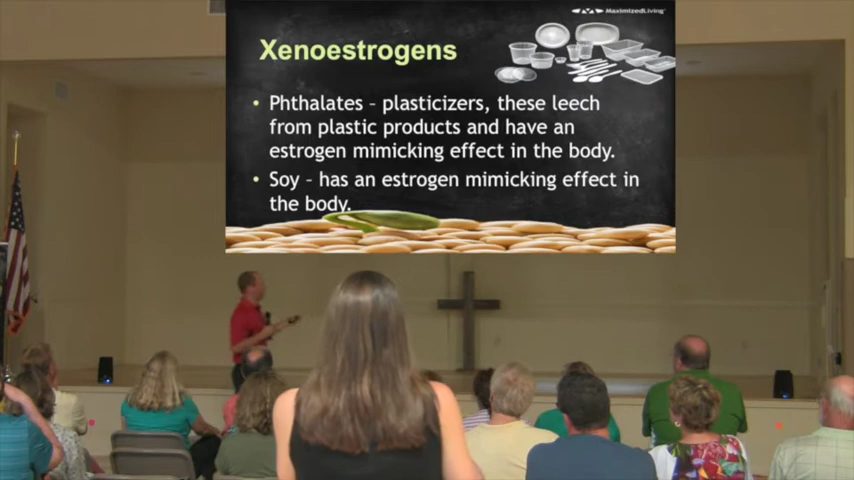 MaximizedLiving
Xenoestrogens
• Phthalates – plasticizers, these leech
from plastic products and have an
estrogen mimicking effect in the body.
• Soy – has an estrogen mimicking effect in
the body.